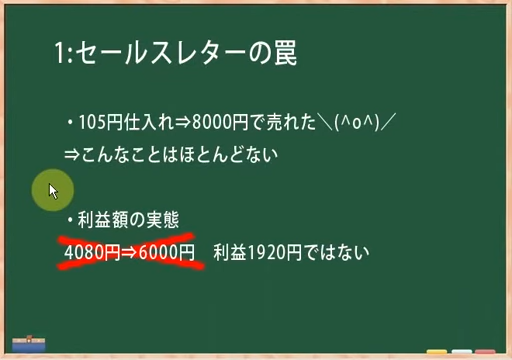 1:セールスレターの罠
・105円仕入れ⇒8000円で売れた＼(^o^)／
⇒こんなことはほとんどない
・利益額の実態
4080円⇒6000円　利益1920円ではない